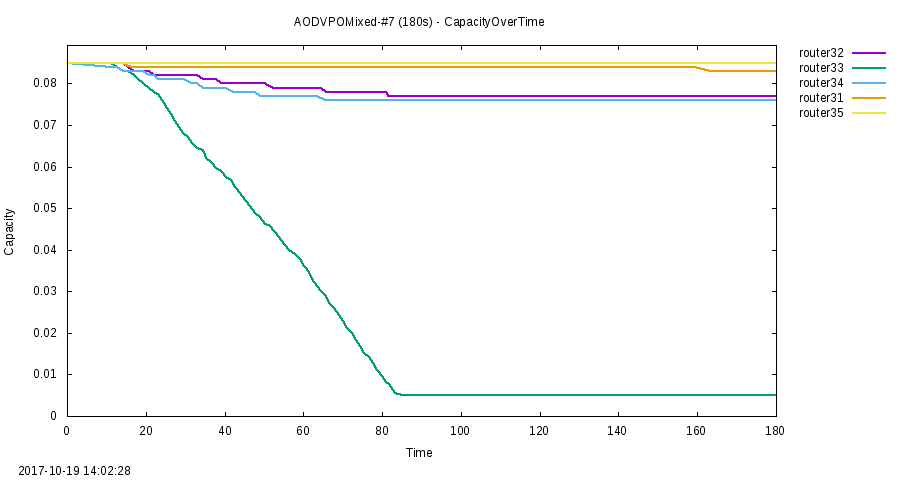 AODVPOMixed-#7 (180s) - CapacityOverTime
router32
router33
router34
router31
router35
0.08
0.07
0.06
0.05
0.04
0.03
0.02
0.01
0
Capacity
0 20 40 60 80 100 120 140 160 180
Time
2017-10-19 14:02:28